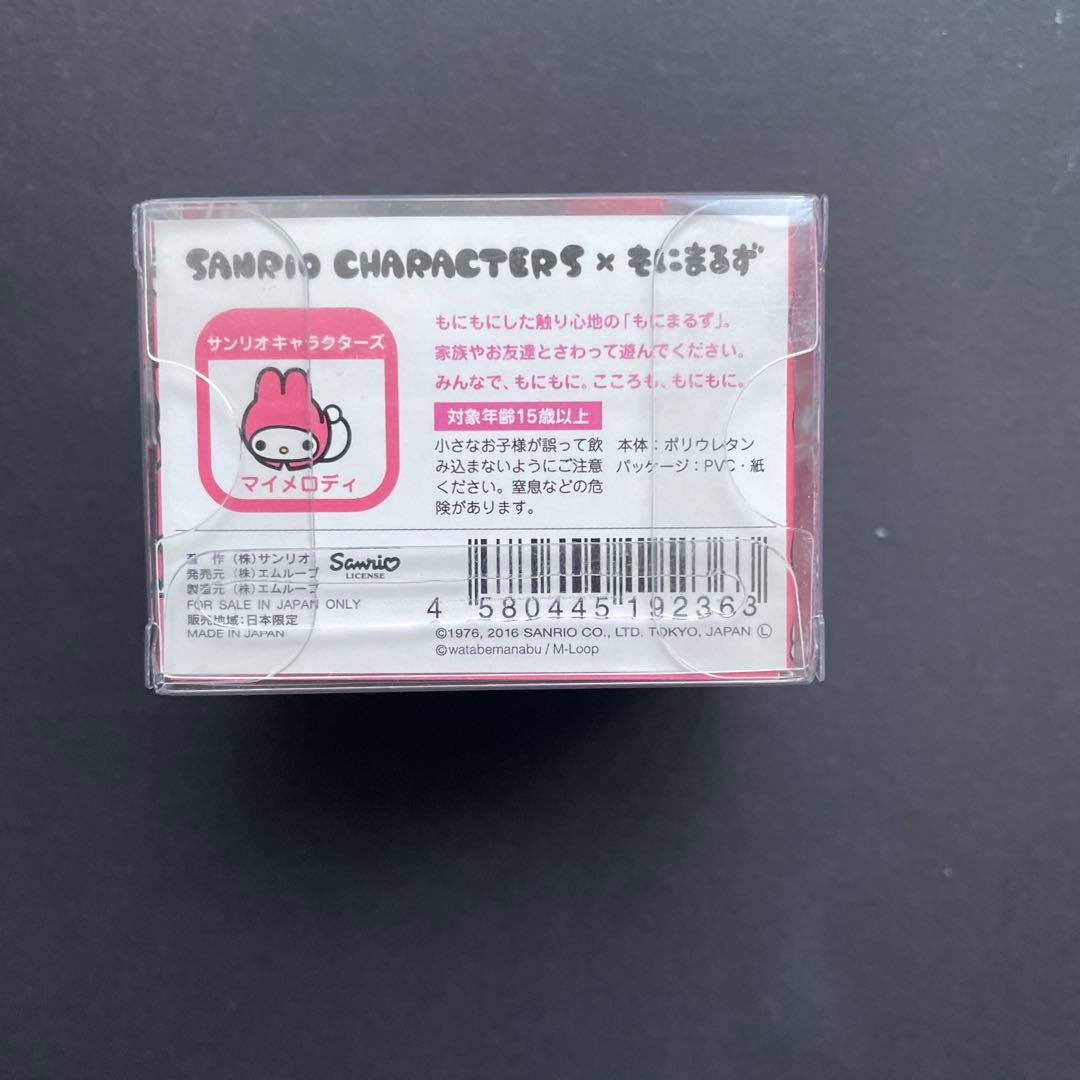 SANRIO CHARACTERS × もにまるず
サンリオキャラクターズ
マイメロディ
もにもにした触り心地の「もにまるず」。
家族やお友達とさわって遊んでください。
みんなで、もにもに。こころも、もにもに。
対象年齢15歳以上
小さなお子様が誤って飲
み込まないようにご注意
ください。窒息などの危
険があります。
本体：ポリウレタン
パッケージ：PVC・紙
著 作 (株)サンリオ
発売元 (株)エムループ
製造元 (株)エムループ
FOR SALE IN JAPAN ONLY
販売地域:日本限定
MADE IN JAPAN
Sanrio
LICENSE
4 580445 192363
©1976, 2016 SANRIO CO., LTD. TOKYO, JAPAN Ⓛ
©watabemanabu / M-Loop